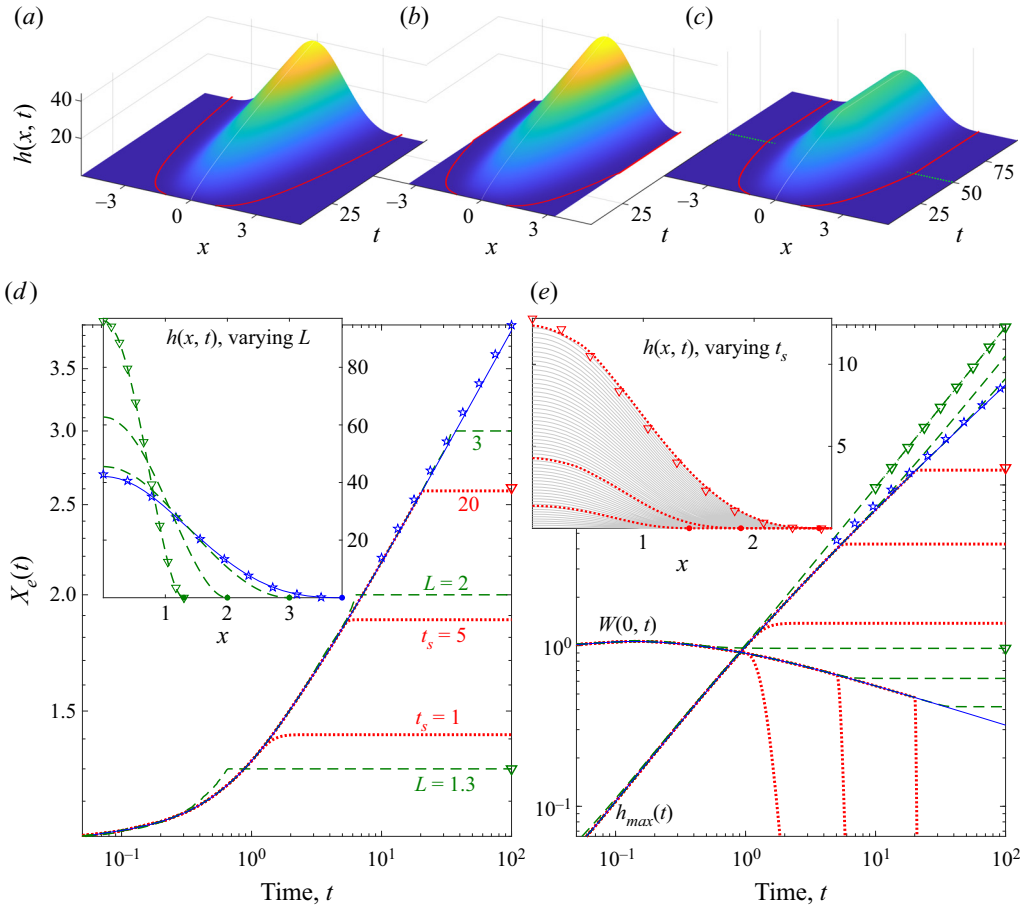 (a)
(b)
(c)
h(x, t)
40
20
−3
0
3
x
25
t
−3
0
3
x
25
t
−3
0
3
x
25
50
75
t
(d)
(e)
X_e(t)
3.5
3.0
2.5
2.0
1.5
h(x, t), varying L
80
60
40
20
1
2
3
x
3
20
L = 2
t_s = 5
t_s = 1
L = 1.3
10^−1
10^0
10^1
10^2
Time, t
h(x, t), varying t_s
10
5
1
2
x
10^0
10^−1
W(0, t)
h_max(t)
10^−1
10^0
10^1
10^2
Time, t